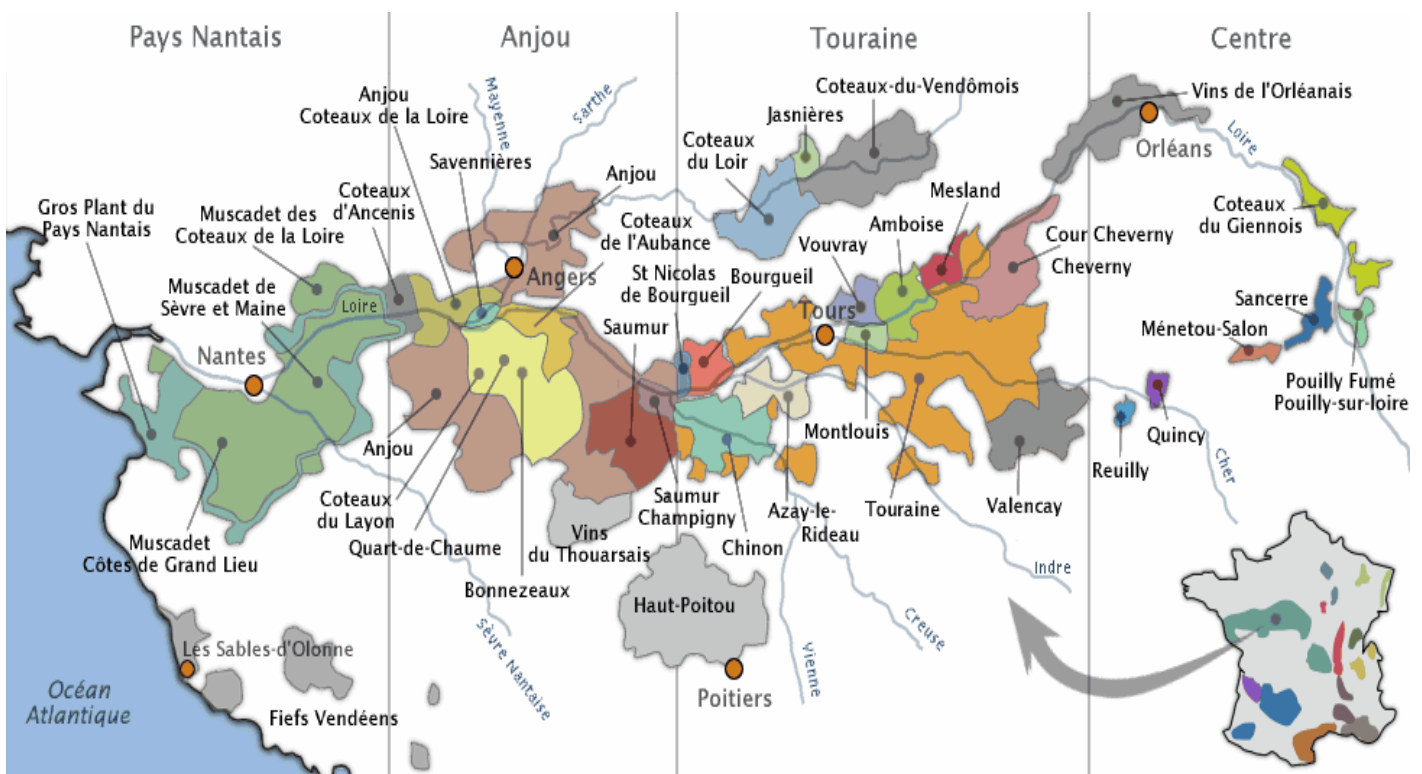 Pays Nantais
Anjou
Touraine
Centre
Mayenne
Sarthe
Anjou
Coteaux de la Loire
Savennières
Coteaux
d'Ancenis
Muscadet des
Coteaux de la Loire
Gros Plant du
Pays Nantais
Muscadet de
Sèvre et Maine
Loire
Nantes
Anjou
Coteaux
de l'Aubance
Angers
St Nicolas
de Bourgueil
Bourgueil
Saumur
Coteaux
du Loir
Jasnières
Coteaux-du-Vendômois
Mesland
Amboise
Vouvray
Tours
Cour Cheverny
Cheverny
Vins de l'Orléanais
Orléans
Loire
Coteaux
du Giennois
Sancerre
Ménetou-Salon
Pouilly Fumé
Pouilly-sur-loire
Quincy
Reuilly
Cher
Montlouis
Touraine
Valencay
Azay-le-
Rideau
Chinon
Saumur
Champigny
Anjou
Coteaux
du Layon
Quart-de-Chaume
Bonnezeaux
Vins
du Thouarsais
Haut-Poitou
Poitiers
Vienne
Creuse
Indre
Muscadet
Côtes de Grand Lieu
Sèvre Nantaise
Les Sables-d'Olonne
Fiefs Vendéens
Océan
Atlantique